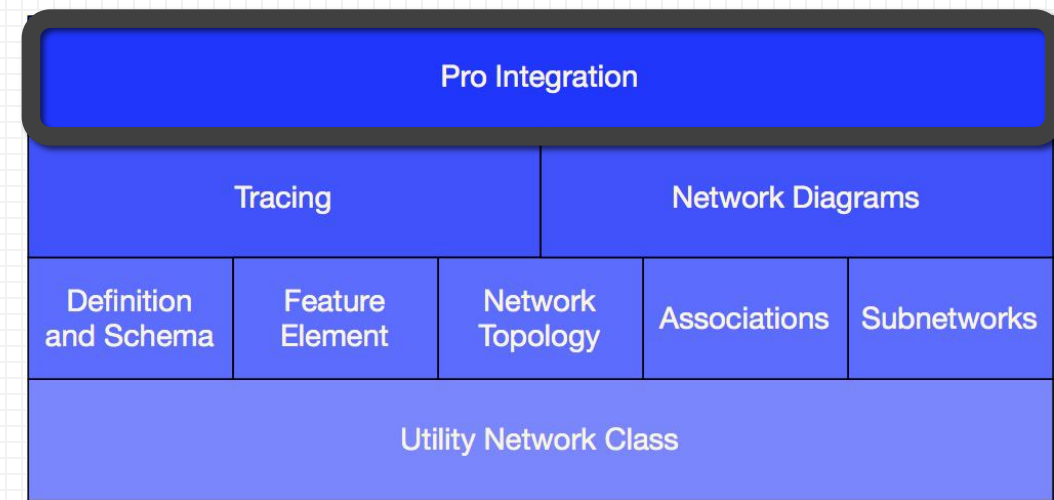 Pro Integration
Tracing
Network Diagrams
Definition
and Schema
Feature
Element
Network
Topology
Associations
Subnetworks
Utility Network Class